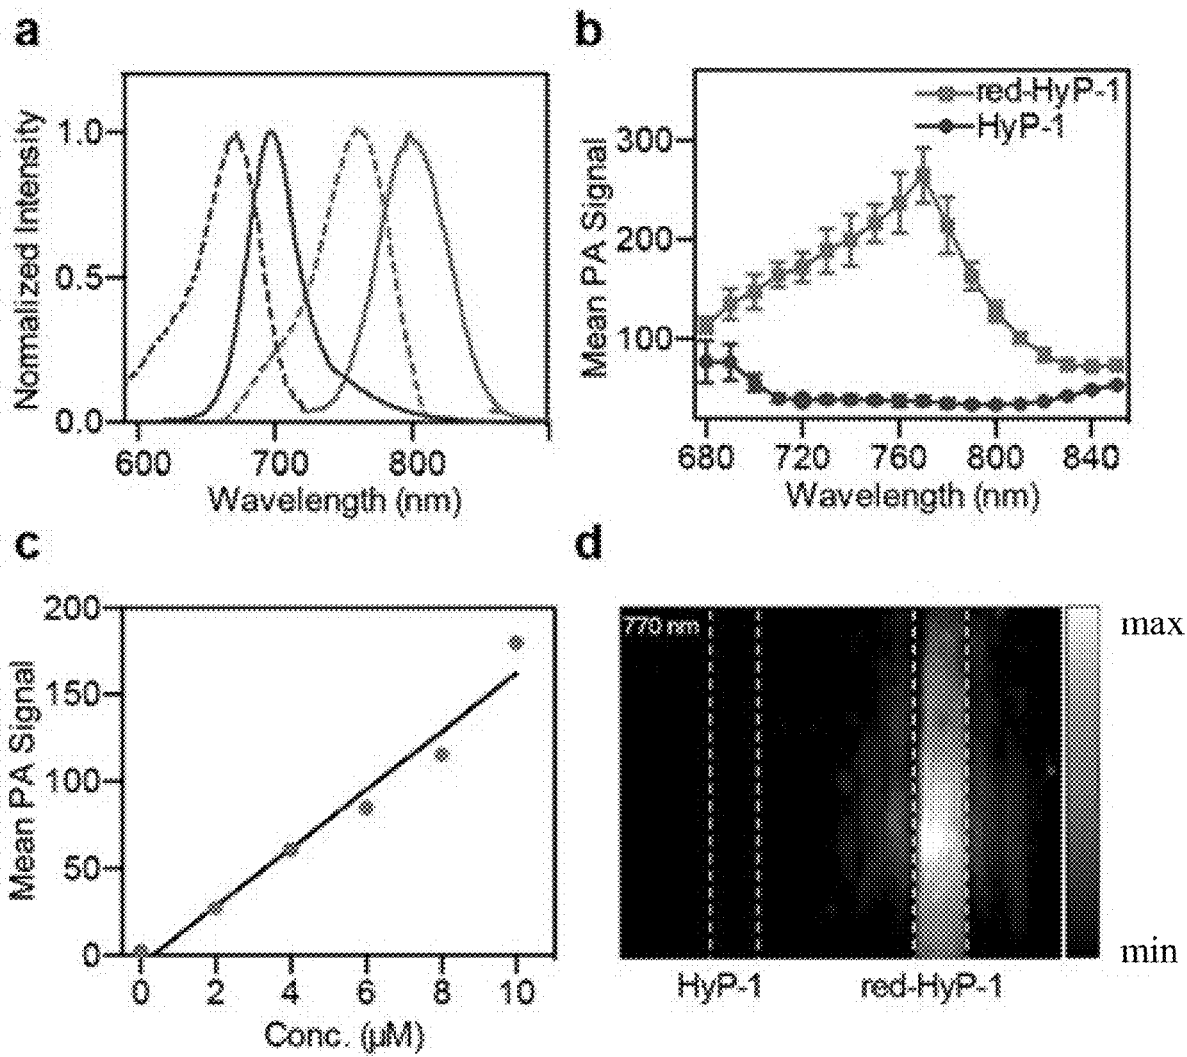 a
1.0
0.5
0.0
600 700 800
Normalized Intensity
Wavelength (nm)
b
red-HyP-1
HyP-1
300
200
100
680 720 760 800 840
Mean PA Signal
Wavelength (nm)
c
200
150
100
50
0
0 2 4 6 8 10
Mean PA Signal
Conc. (µM)
d
770 nm
max
min
HyP-1 red-HyP-1